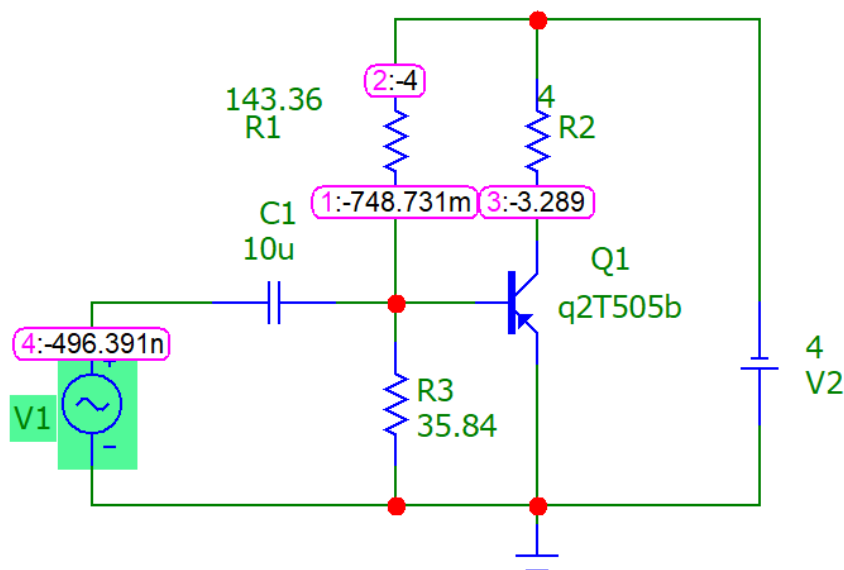 2:-4
143.36
R1
4
R2
1:-748.731m
3:-3.289
C1
10u
Q1
q2T505b
4:-496.391n
+
V1
−
R3
35.84
4
V2